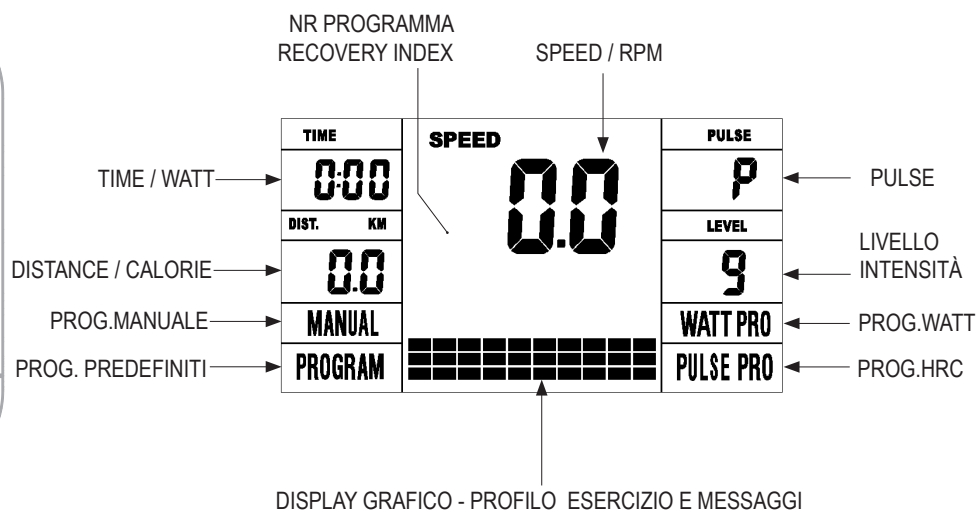 NR PROGRAMMA
RECOVERY INDEX
SPEED / RPM
TIME / WATT
DISTANCE / CALORIE
PROG.MANUALE
PROG. PREDEFINITI
TIME
0:00
DIST. KM
0.0
MANUAL
PROGRAM
SPEED
0.0
PULSE
P
LEVEL
9
WATT PRO
PULSE PRO
PULSE
LIVELLO
INTENSITÀ
PROG.WATT
PROG.HRC
DISPLAY GRAFICO - PROFILO ESERCIZIO E MESSAGGI